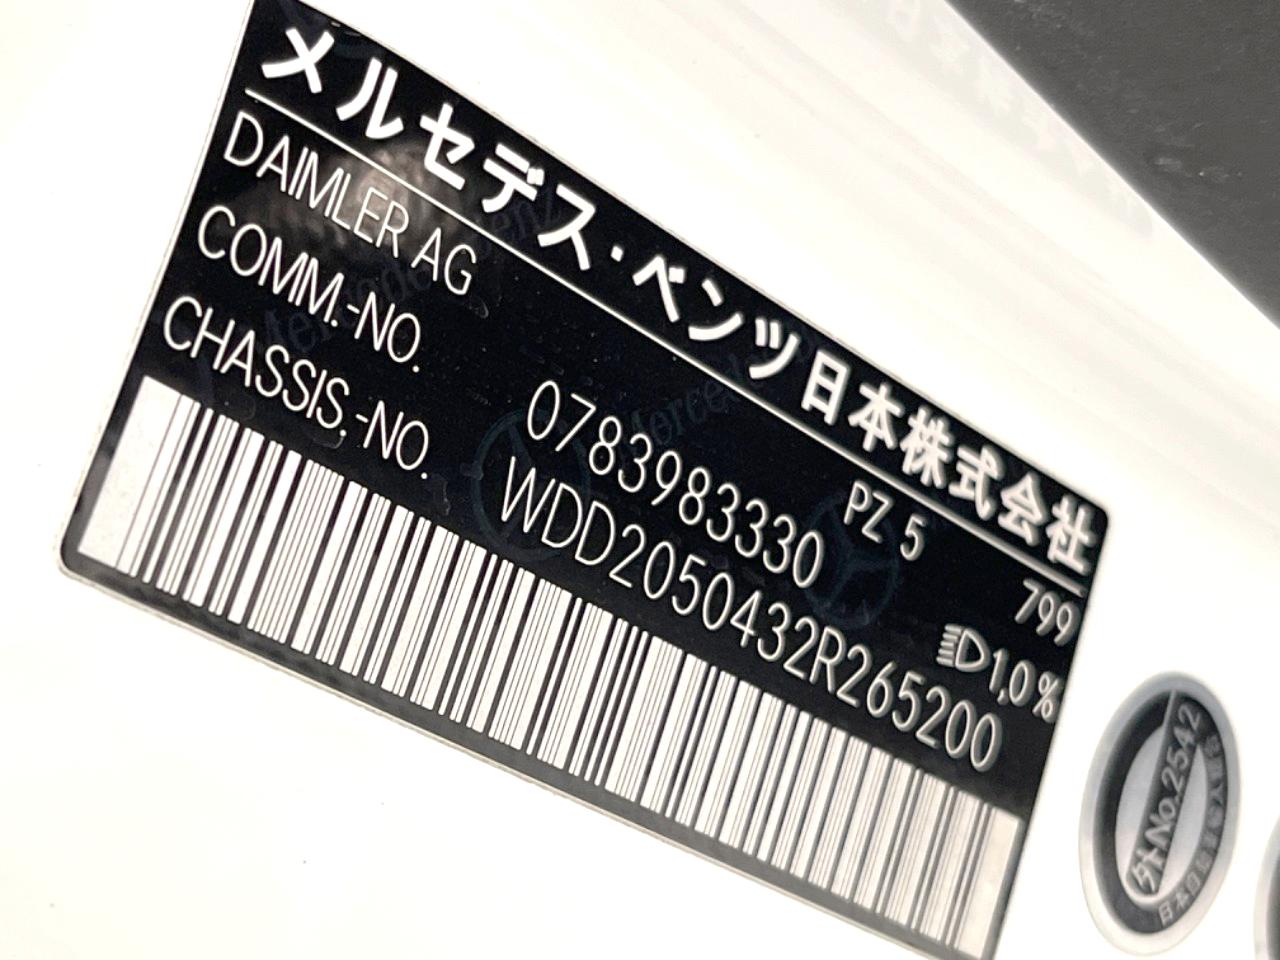 メルセデス・ベンツ日本株式会社
DAIMLER AG
COMM.-NO. 0783983330 PZ 5 799
CHASSIS.-NO. WDD2050432R265200 1,0%
外No.2542